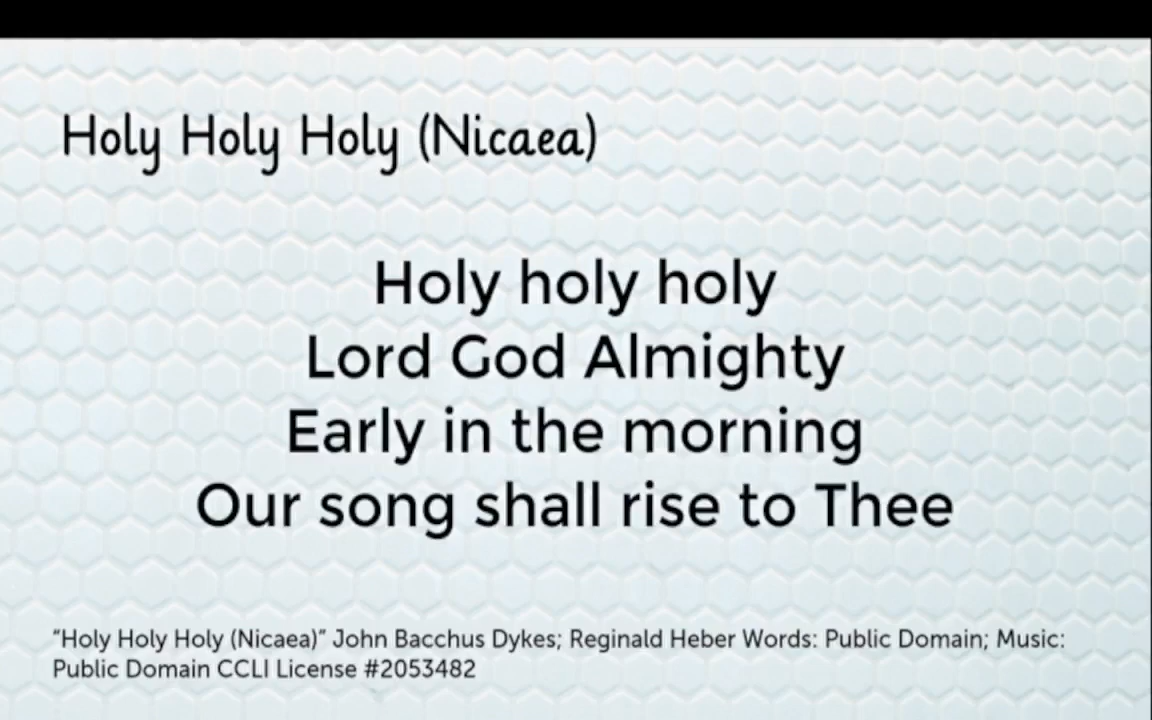 Holy Holy Holy (Nicaea)
Holy holy holy
Lord God Almighty
Early in the morning
Our song shall rise to Thee
"Holy Holy Holy (Nicaea)" John Bacchus Dykes; Reginald Heber Words: Public Domain; Music:
Public Domain CCLI License #2053482